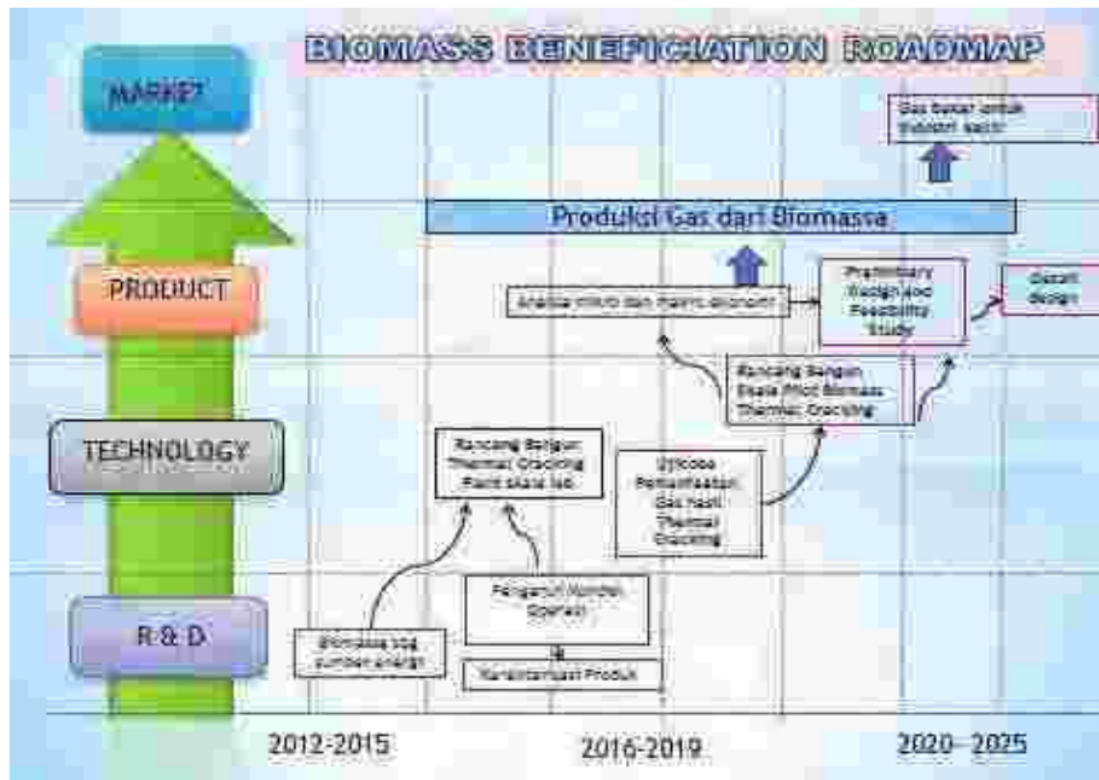 BIOMASS BENEFICIATION ROADMAP
MARKET
Gas bakar untuk
industri kecil
Produksi Gas dari Biomassa
PRODUCT
Analisa mikro dan makro ekonomi
Preliminary
Design and
Feasibility
Study
Detail
design
Rancang Bangun
Skala Pilot Biomass
Thermal Cracking
TECHNOLOGY
Rancang Bangun
Thermal Cracking
Plant skala lab
Ujicoba
Pemanfaatan
Gas hasil
Thermal
Cracking
R & D
Pengaruh Kondisi
Operasi
Biomassa sbg
sumber energi
Karakterisasi Produk
2012-2015
2016-2019
2020-2025